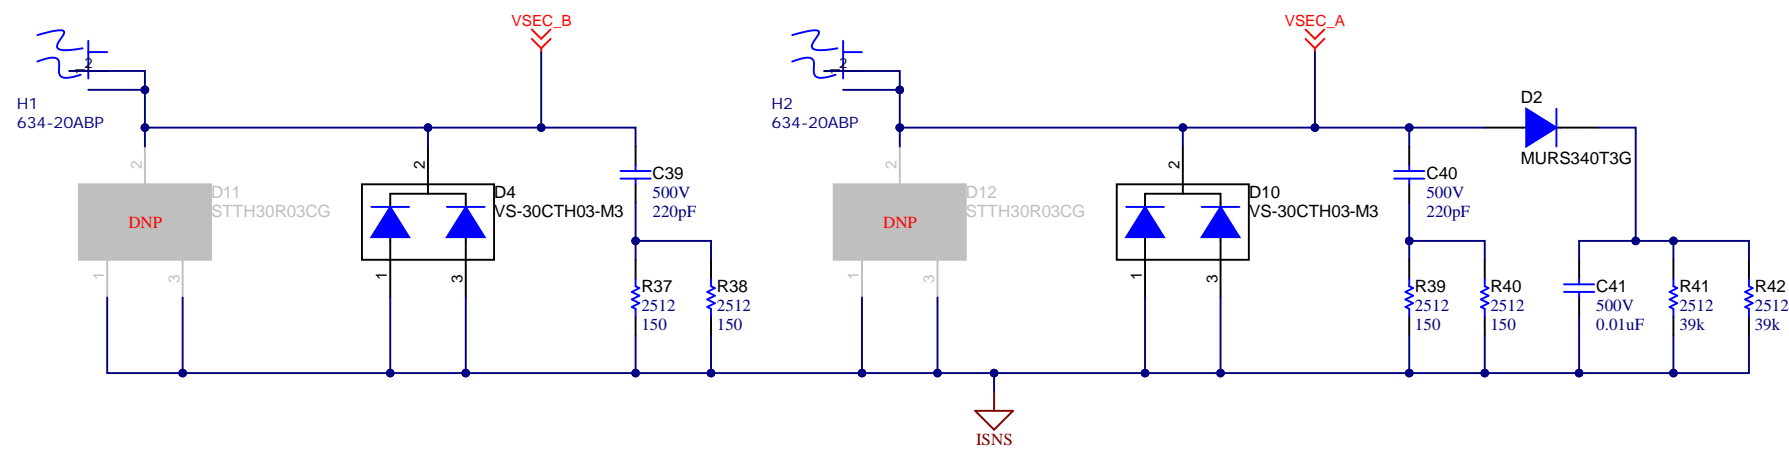 VSEC_B
VSEC_A
2
H1
634-20ABP
2
H2
634-20ABP
D2
MURS340T3G
2
D11
STTH30R03CG
DNP
1
3
2
D4
VS-30CTH03-M3
1
3
C39
500V
220pF
R37
2512
150
R38
2512
150
2
D12
STTH30R03CG
DNP
1
3
2
D10
VS-30CTH03-M3
1
3
C40
500V
220pF
R39
2512
150
R40
2512
150
C41
500V
0.01uF
R41
2512
39k
R42
2512
39k
ISNS